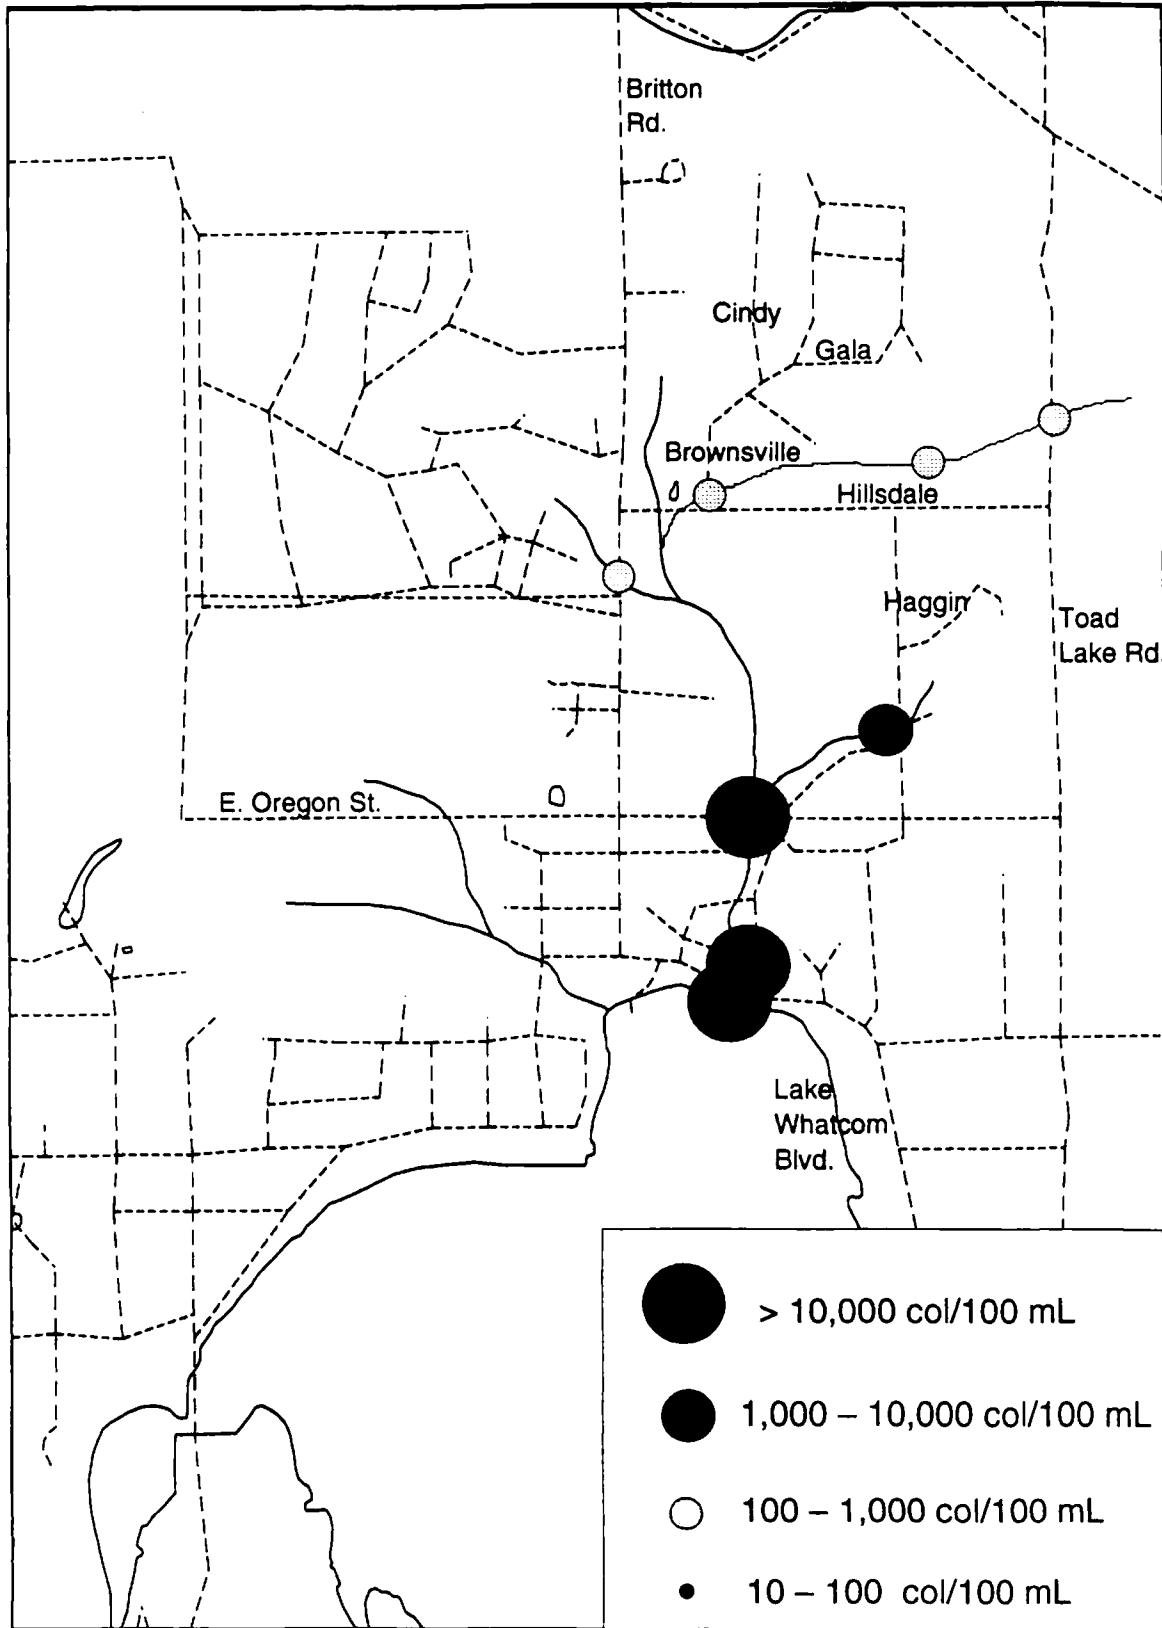 Britton
Rd.
Cindy
Gala
Brownsville
Hillsdale
Haggin
Toad
Lake Rd.
E. Oregon St.
Lake
Whatcom
Blvd.
> 10,000 col/100 mL
1,000 – 10,000 col/100 mL
100 – 1,000 col/100 mL
10 – 100 col/100 mL